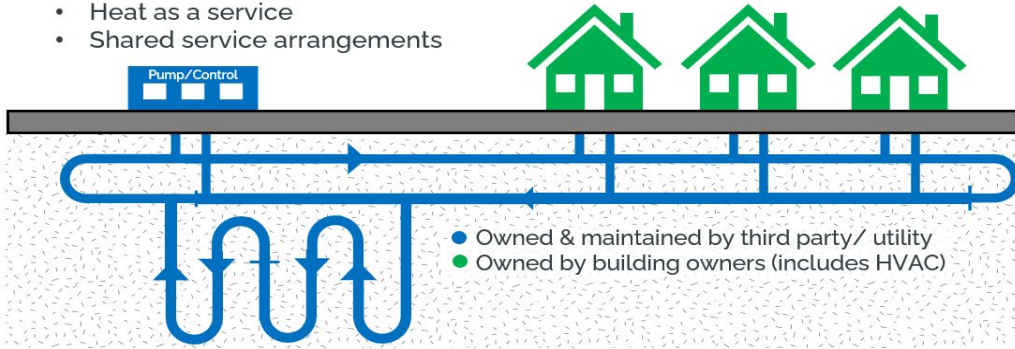 • Heat as a service
• Shared service arrangements
Pump/Control
• Owned & maintained by third party/ utility
• Owned by building owners (includes HVAC)